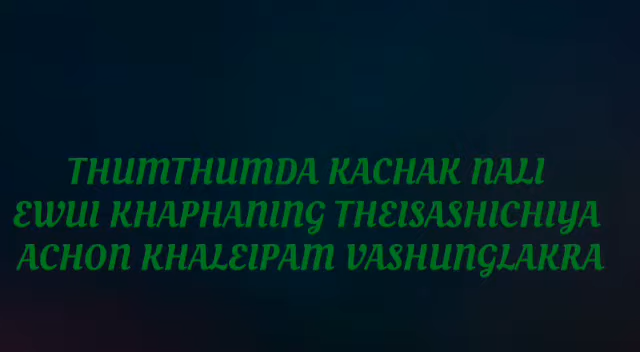 THUMTHUMDA KACHAK NALI
EWUI KHAPHANING THEISASHICHIYA
ACHON KHALEIPAM VASHUNGLAKRA